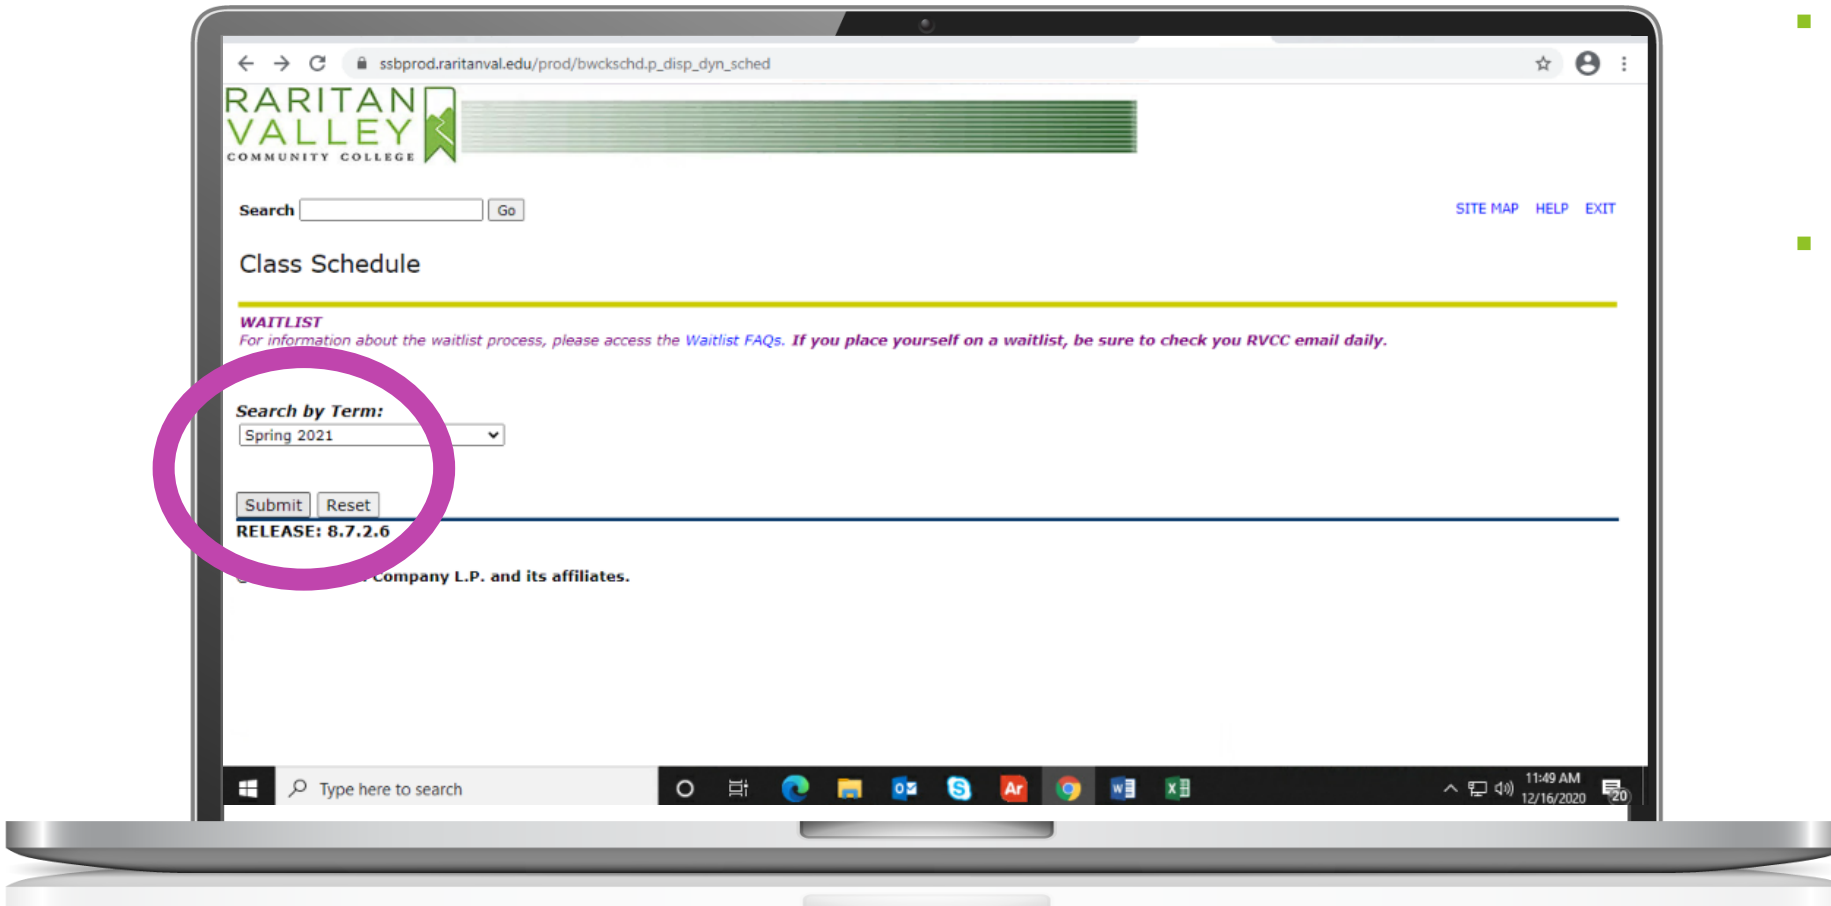 ssbprod.raritanval.edu/prod/bwckschd.p_disp_dyn_sched
RARITAN
VALLEY
COMMUNITY COLLEGE
Search Go
SITE MAP HELP EXIT
Class Schedule
WAITLIST
For information about the waitlist process, please access the Waitlist FAQs. If you place yourself on a waitlist, be sure to check you RVCC email daily.
Search by Term:
Spring 2021
Submit Reset
RELEASE: 8.7.2.6
Company L.P. and its affiliates.
Type here to search
Ar
11:49 AM
12/16/2020
20